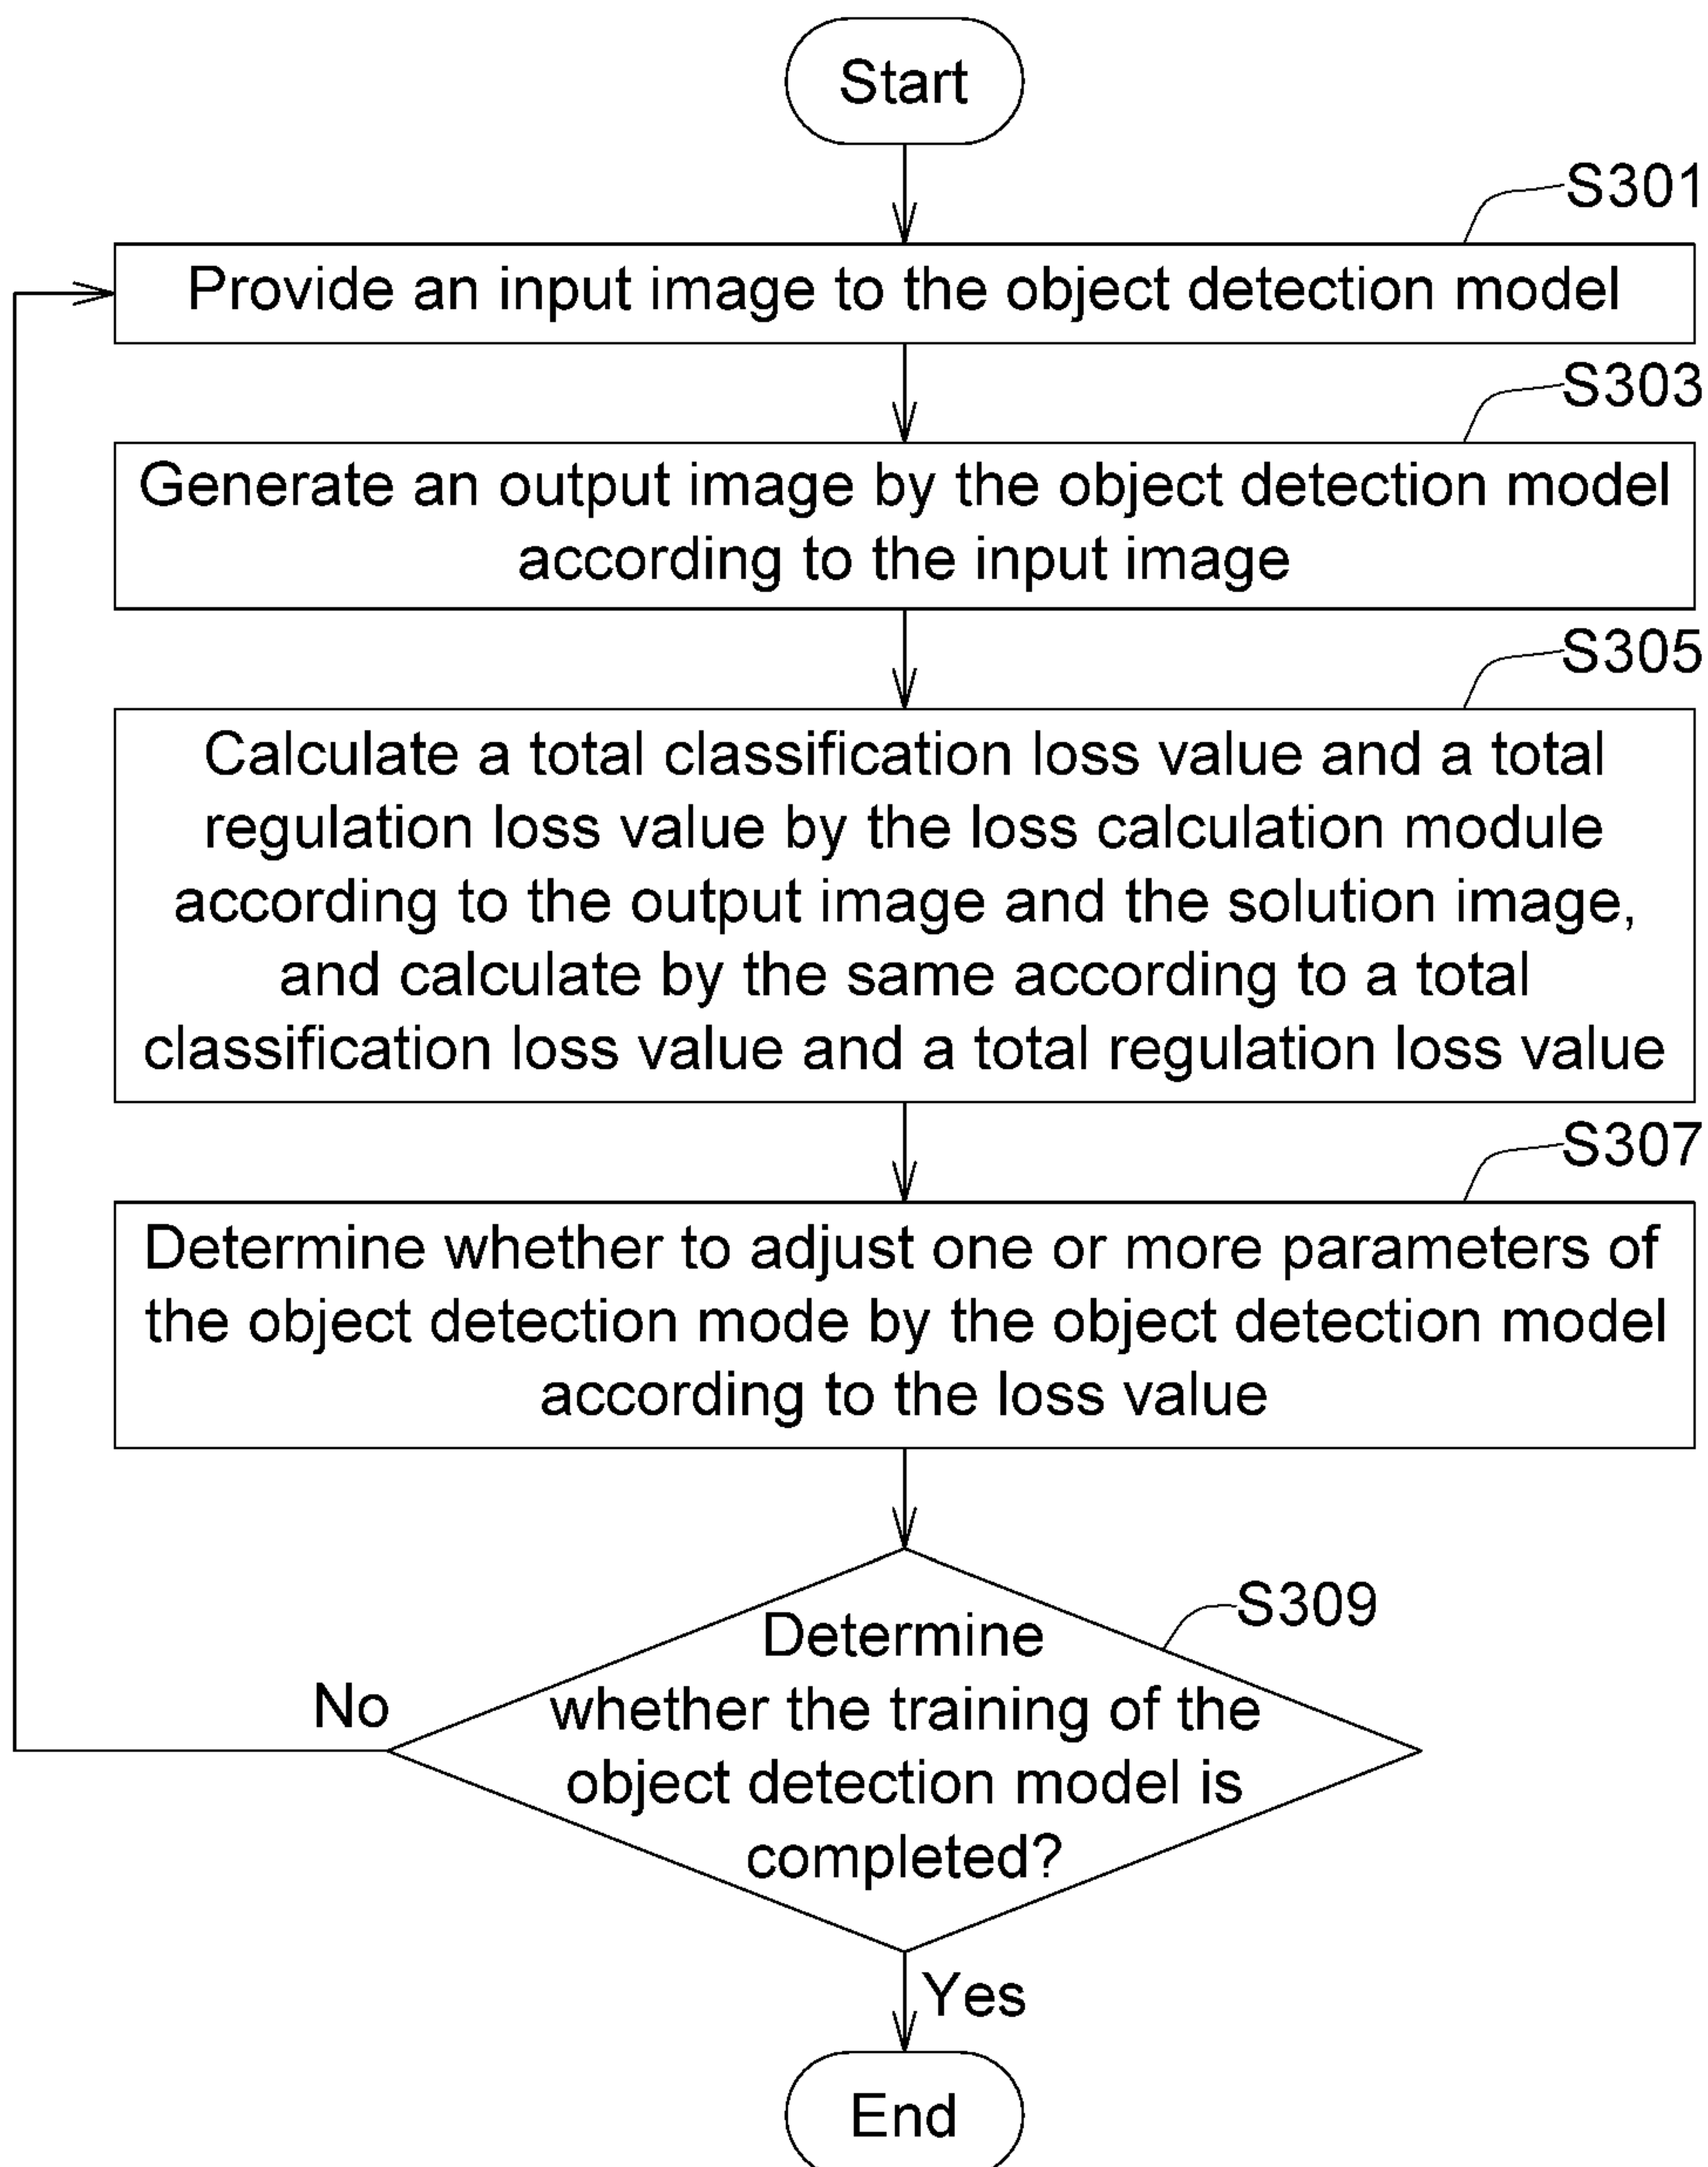 Start
S301
Provide an input image to the object detection model
S303
Generate an output image by the object detection model
according to the input image
S305
Calculate a total classification loss value and a total
regulation loss value by the loss calculation module
according to the output image and the solution image,
and calculate by the same according to a total
classification loss value and a total regulation loss value
S307
Determine whether to adjust one or more parameters of
the object detection mode by the object detection model
according to the loss value
S309
Determine
whether the training of the
object detection model is
completed?
No
Yes
End